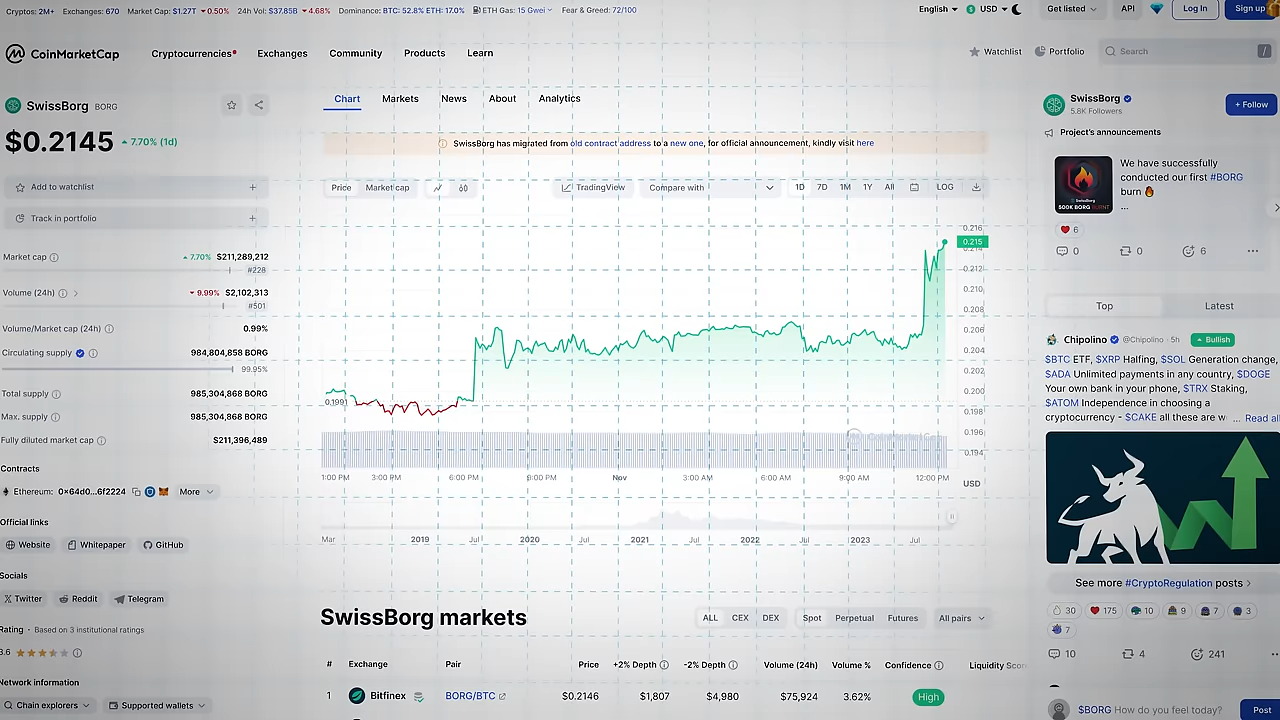 Cryptos: 2M+ Exchanges: 670 Market Cap: $1.27T 0.50% 24h Vol: $37.85B 4.68% Dominance: BTC: 52.8% ETH: 17.0% ETH Gas: 15 Gwei Fear & Greed: 72/100 English USD Get listed API Log In Sign up
CoinMarketCap Cryptocurrencies Exchanges Community Products Learn Watchlist Portfolio Search /
SwissBorg BORG
$0.2145 7.70% (1d)
Add to watchlist +
Track in portfolio +
Market cap 7.70% $211,289,212
#228
Volume (24h) 9.99% $2,102,313
#501
Volume/Market cap (24h) 0.99%
Circulating supply 984,804,858 BORG
99.95%
Total supply 985,304,868 BORG
Max. supply 985,304,868 BORG
Fully diluted market cap $211,396,489
Contracts
Ethereum: 0x64d0...6f2224 More
Official links
Website Whitepaper GitHub
Socials
Twitter Reddit Telegram
Rating · Based on 3 institutional ratings
3.6
Network information
Chain explorers Supported wallets
Chart Markets News About Analytics
SwissBorg has migrated from old contract address to a new one, for official announcement, kindly visit here
Price Market cap TradingView Compare with 1D 7D 1M 1Y All LOG
0.216
0.215
0.214
0.212
0.210
0.208
0.206
0.204
0.202
0.200
0.1991
0.198
0.196
0.194
CoinMarketCap
1:00 PM 3:00 PM 6:00 PM 9:00 PM Nov 3:00 AM 6:00 AM 9:00 AM 12:00 PM
USD
Mar 2019 Jul 2020 Jul 2021 Jul 2022 Jul 2023 Jul
SwissBorg markets ALL CEX DEX Spot Perpetual Futures All pairs
# Exchange Pair Price +2% Depth -2% Depth Volume (24h) Volume % Confidence Liquidity Score
1 Bitfinex BORG/BTC $0.2146 $1,807 $4,980 $75,924 3.62% High
SwissBorg
5.8K Followers
+ Follow
Project's announcements
We have successfully
conducted our first #BORG
burn 🔥
...
SwissBorg
500K BORG BURNT
6
0 0 6
Top Latest
Chipolino @Chipolino · 5h Bullish
$BTC ETF, $XRP Halfing, $SOL Generation change,
$ADA Unlimited payments in any country, $DOGE
Your own bank in your phone, $TRX Staking,
$ATOM Independence in choosing a
cryptocurrency - $CAKE all these are w ... Read all
See more #CryptoRegulation posts
30 175 10 9 7 3
7
10 4 241
$BORG How do you feel today? Post